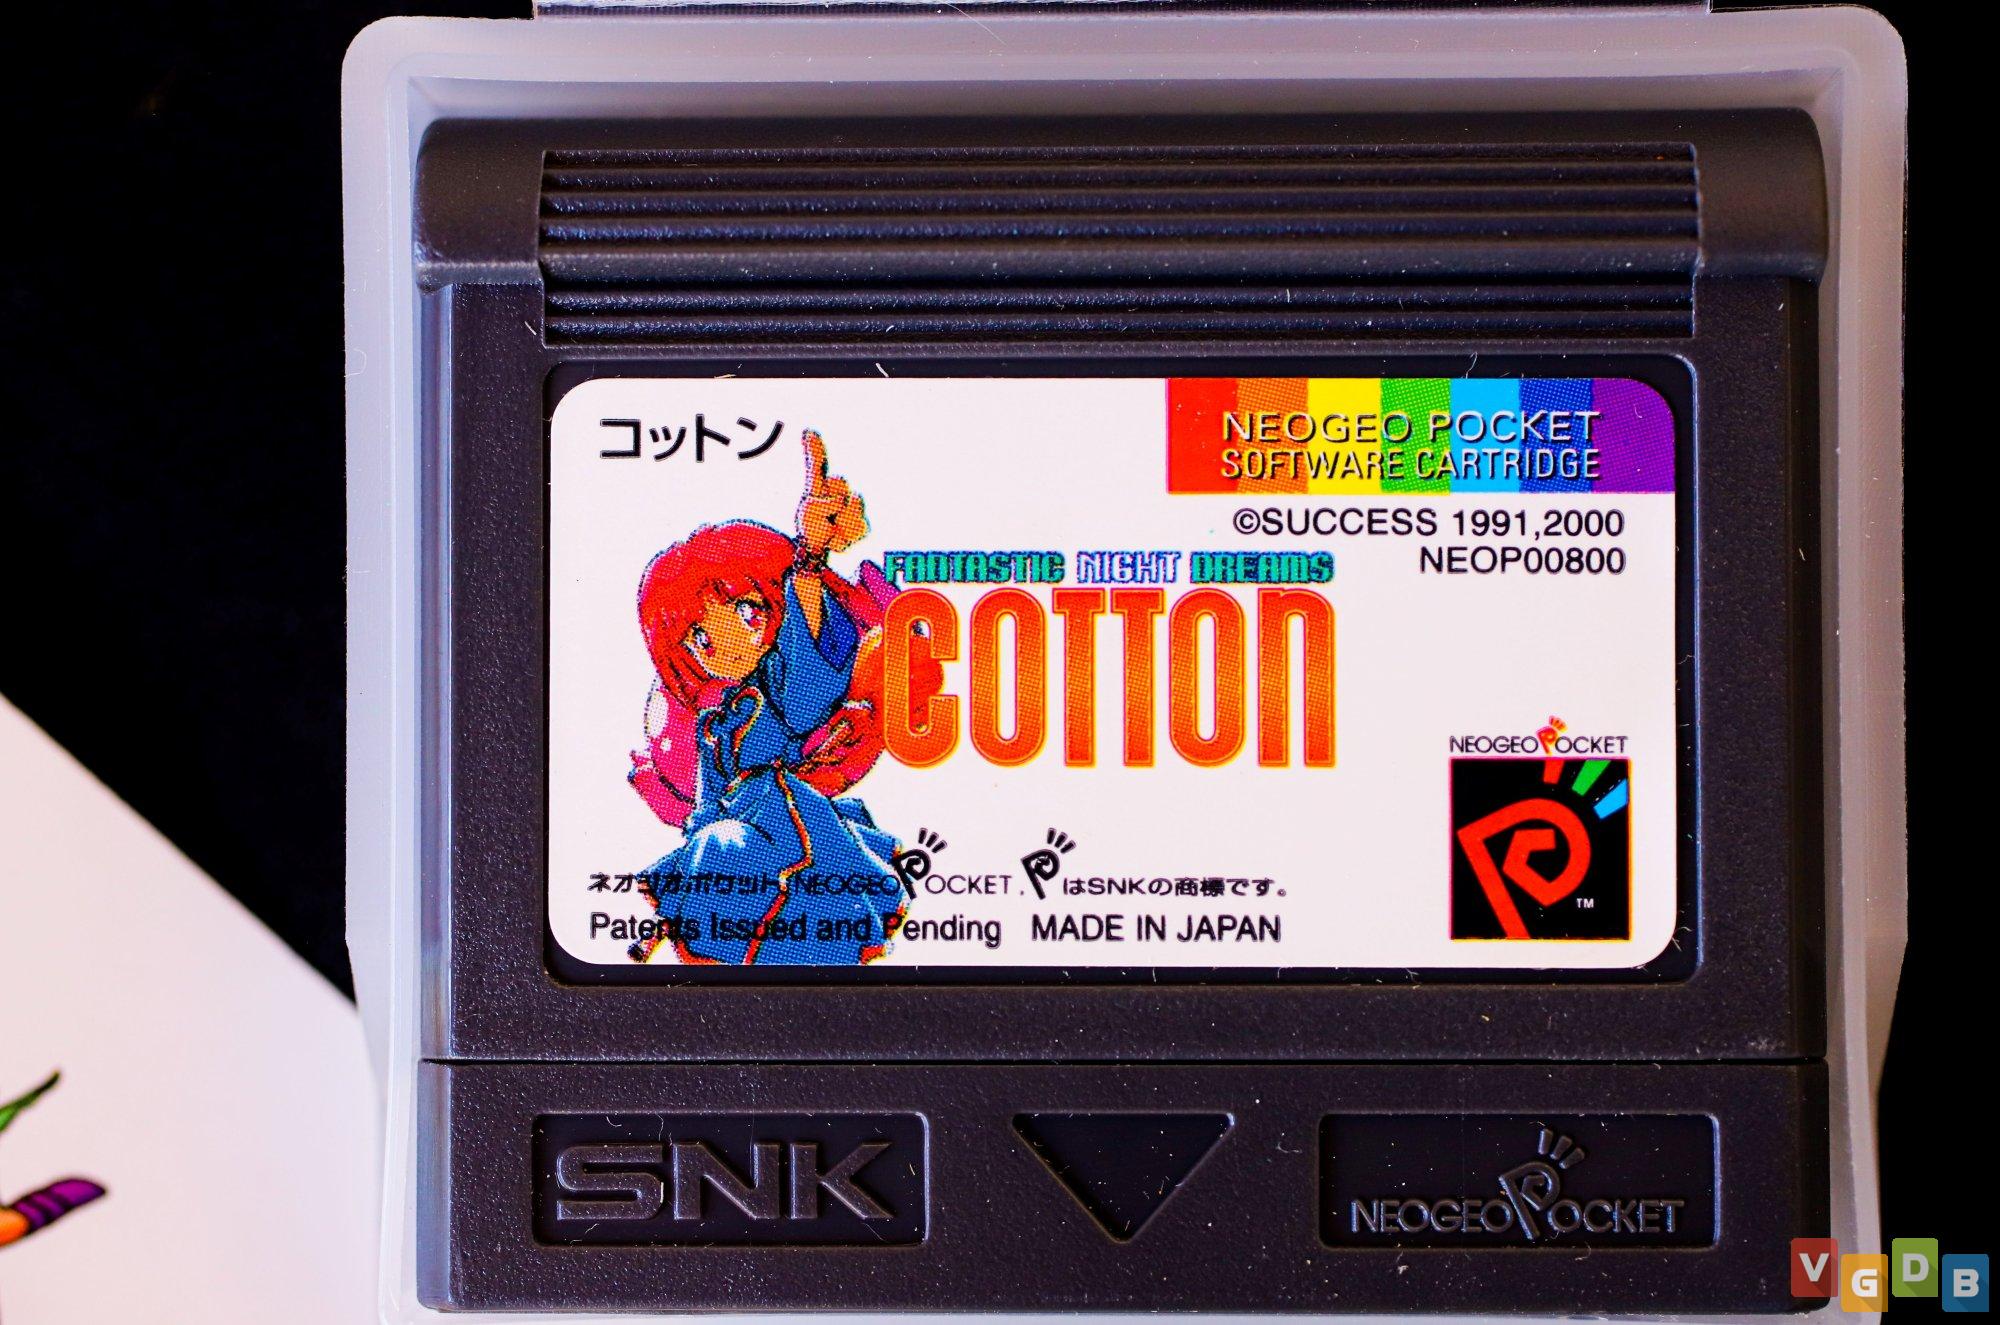 コットン
NEOGEO POCKET
SOFTWARE CARTRIDGE
©SUCCESS 1991,2000
NEOP00800
FANTASTIC NIGHT DREAMS
COTTON
NEOGEO POCKET
TM
ネオジオポケット, NEOGEO POCKET, はSNKの商標です。
Patents Issued and Pending MADE IN JAPAN
SNK
NEOGEO POCKET
VGDB